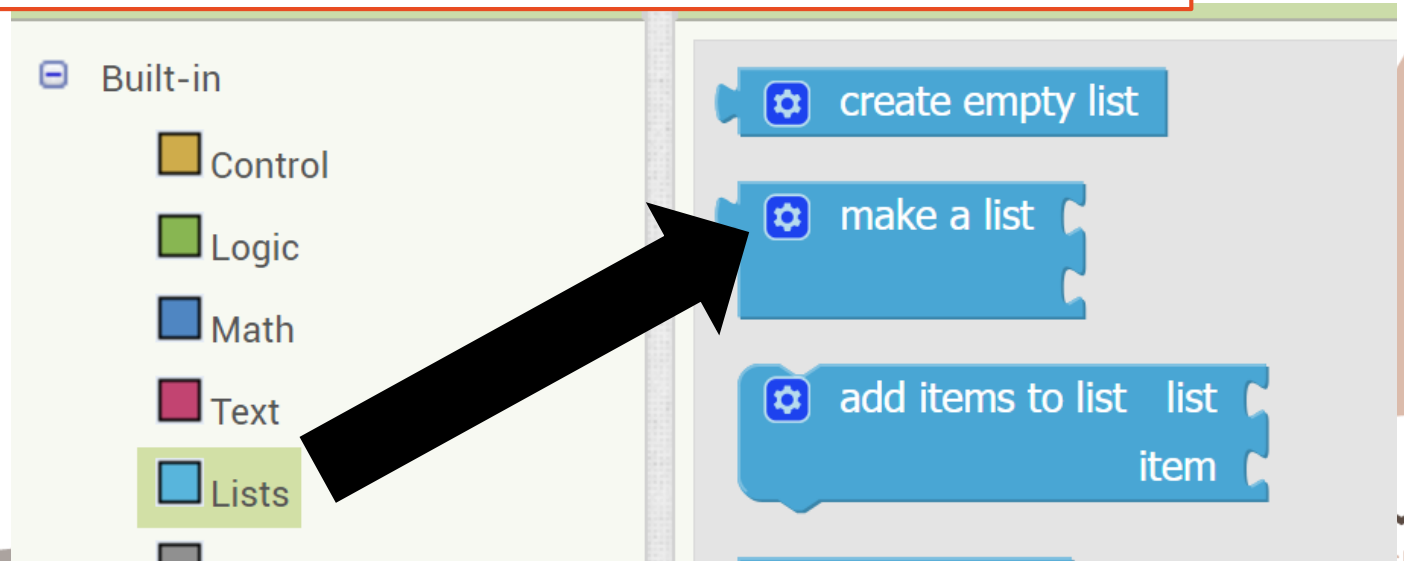 Built-in
Control
Logic
Math
Text
Lists
create empty list
make a list
add items to list list
item